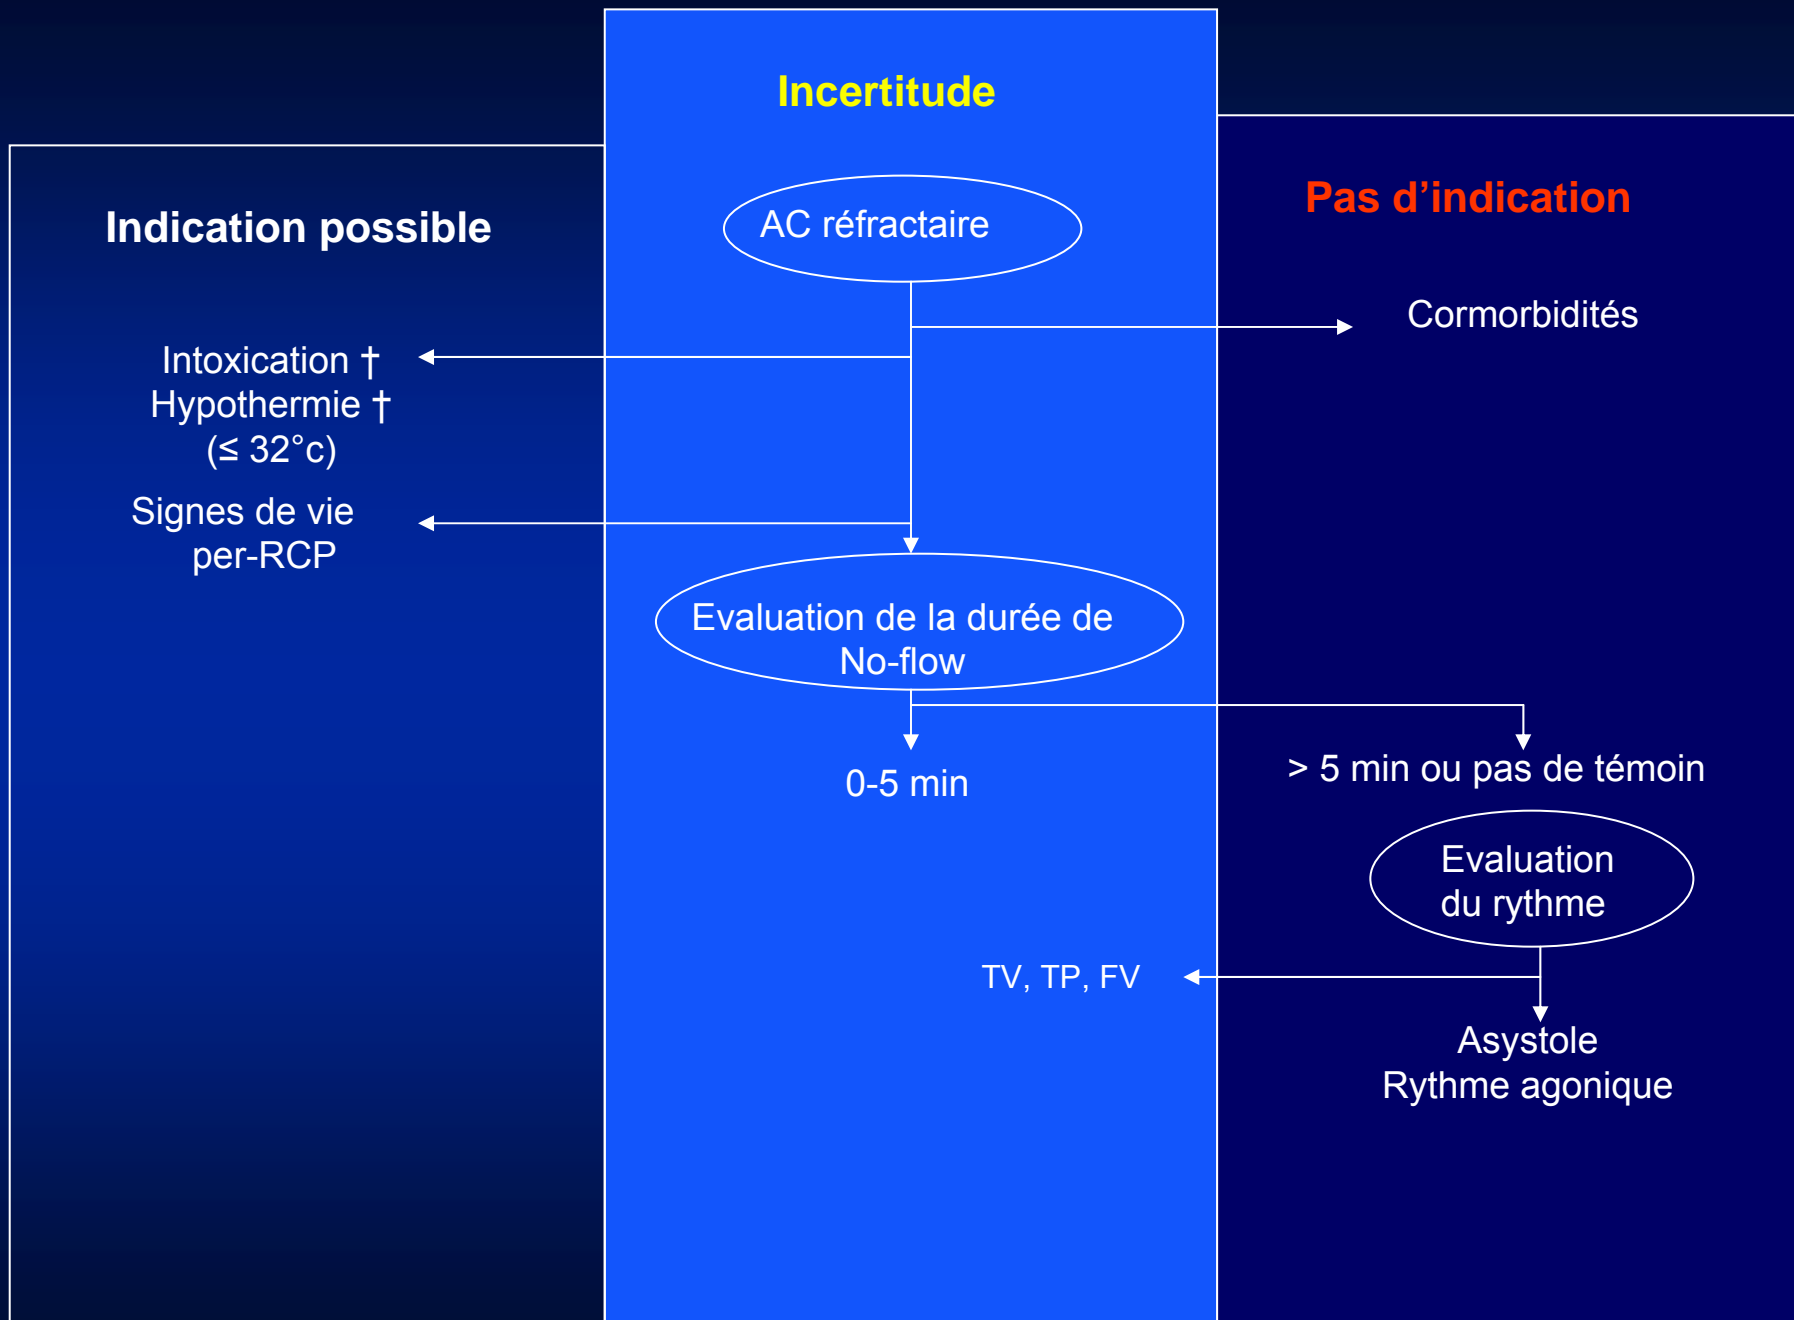 Incertitude
Indication possible
Pas d’indication
AC réfractaire
Cormorbidités
Intoxication †
Hypothermie †
(≤ 32°c)
Signes de vie
per-RCP
Evaluation de la durée de
No-flow
0-5 min
> 5 min ou pas de témoin
Evaluation
du rythme
TV, TP, FV
Asystole
Rythme agonique